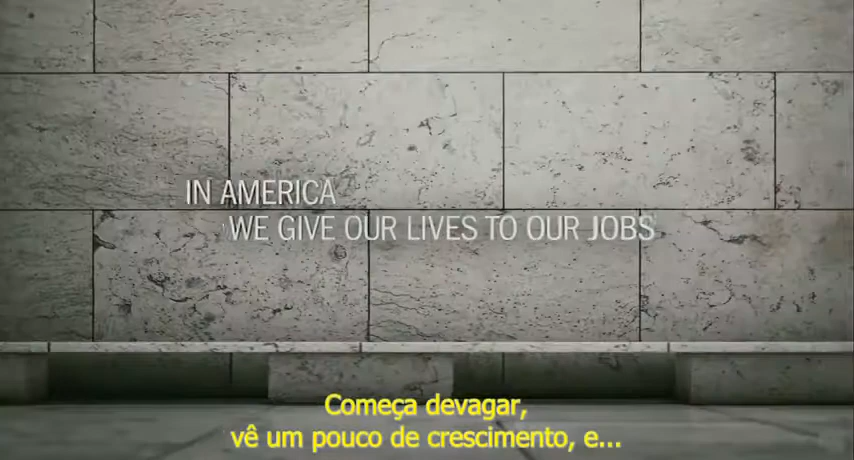 IN AMERICA
WE GIVE OUR LIVES TO OUR JOBS
Começa devagar,
vê um pouco de crescimento, e...